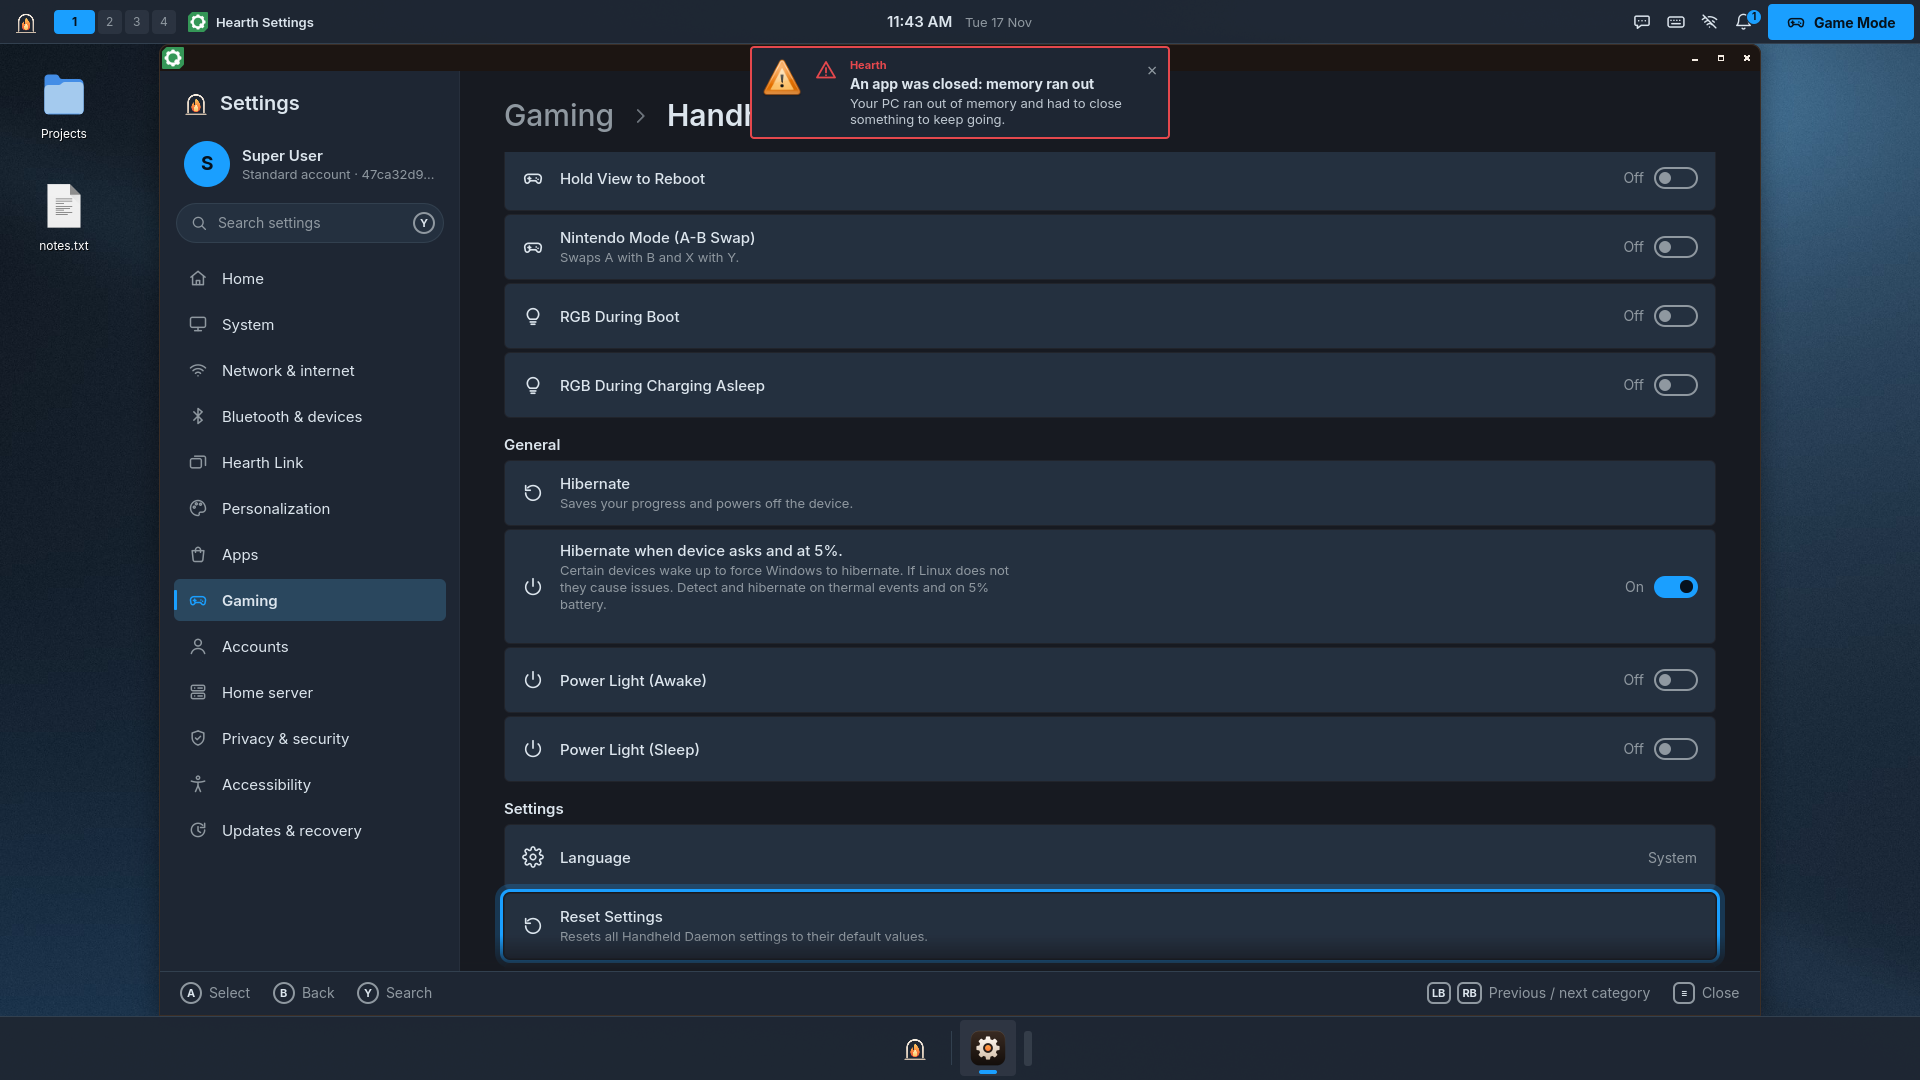 1 2 3 4 Hearth Settings
11:43 AM Tue 17 Nov
1
Game Mode
Projects
notes.txt
Settings
S
Super User
Standard account · 47ca32d9...
Search settings Y
Home
System
Network & internet
Bluetooth & devices
Hearth Link
Personalization
Apps
Gaming
Accounts
Home server
Privacy & security
Accessibility
Updates & recovery
Hearth
An app was closed: memory ran out
Your PC ran out of memory and had to close
something to keep going.
Gaming > Handh
Hold View to Reboot Off
Nintendo Mode (A-B Swap)
Swaps A with B and X with Y.
Off
RGB During Boot Off
RGB During Charging Asleep Off
General
Hibernate
Saves your progress and powers off the device.
Hibernate when device asks and at 5%.
Certain devices wake up to force Windows to hibernate. If Linux does not
they cause issues. Detect and hibernate on thermal events and on 5%
battery.
On
Power Light (Awake) Off
Power Light (Sleep) Off
Settings
Language System
Reset Settings
Resets all Handheld Daemon settings to their default values.
A Select B Back Y Search
LB RB Previous / next category Close